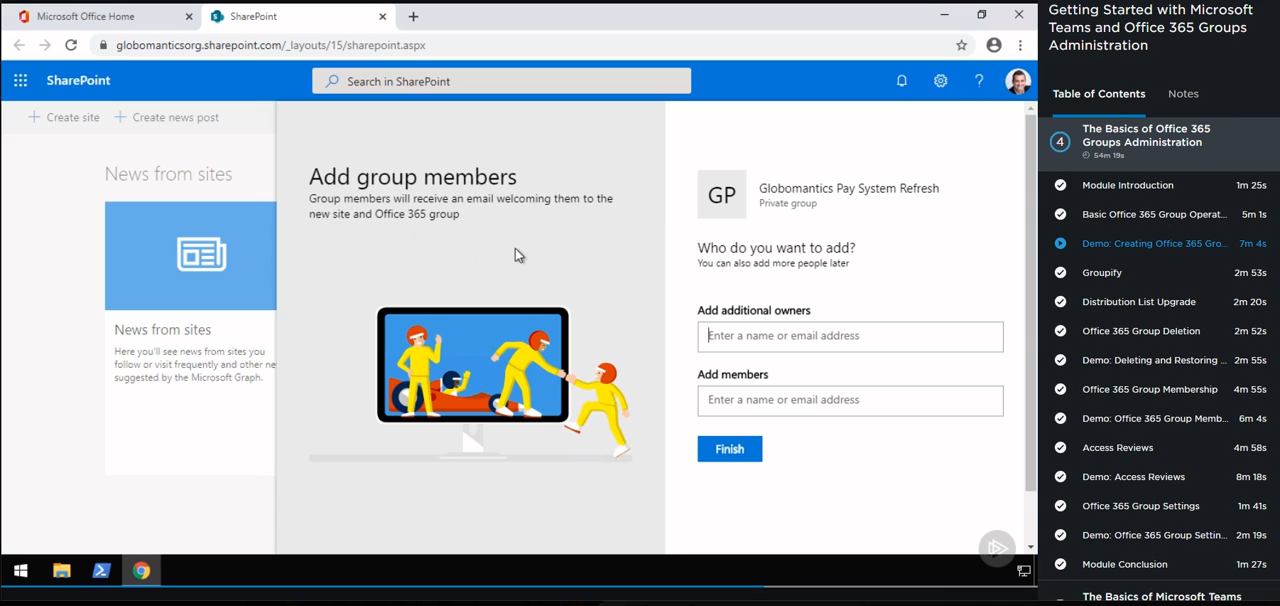 Microsoft Office Home
SharePoint
globomanticsorg.sharepoint.com/_layouts/15/sharepoint.aspx
SharePoint
Search in SharePoint
Create site
Create news post
News from sites
News from sites
Here you'll see news from sites you
follow or visit frequently and other ne
suggested by the Microsoft Graph.
Add group members
Group members will receive an email welcoming them to the
new site and Office 365 group
GP
Globomantics Pay System Refresh
Private group
Who do you want to add?
You can also add more people later
Add additional owners
Enter a name or email address
Add members
Enter a name or email address
Finish
Getting Started with Microsoft
Teams and Office 365 Groups
Administration
Table of Contents
Notes
4
The Basics of Office 365
Groups Administration
54m 19s
Module Introduction 1m 25s
Basic Office 365 Group Operat... 5m 1s
Demo: Creating Office 365 Gro... 7m 4s
Groupify 2m 53s
Distribution List Upgrade 2m 20s
Office 365 Group Deletion 2m 52s
Demo: Deleting and Restoring ... 2m 55s
Office 365 Group Membership 4m 55s
Demo: Office 365 Group Memb... 6m 4s
Access Reviews 4m 58s
Demo: Access Reviews 8m 18s
Office 365 Group Settings 1m 41s
Demo: Office 365 Group Settin... 2m 19s
Module Conclusion 1m 27s
The Basics of Microsoft Teams